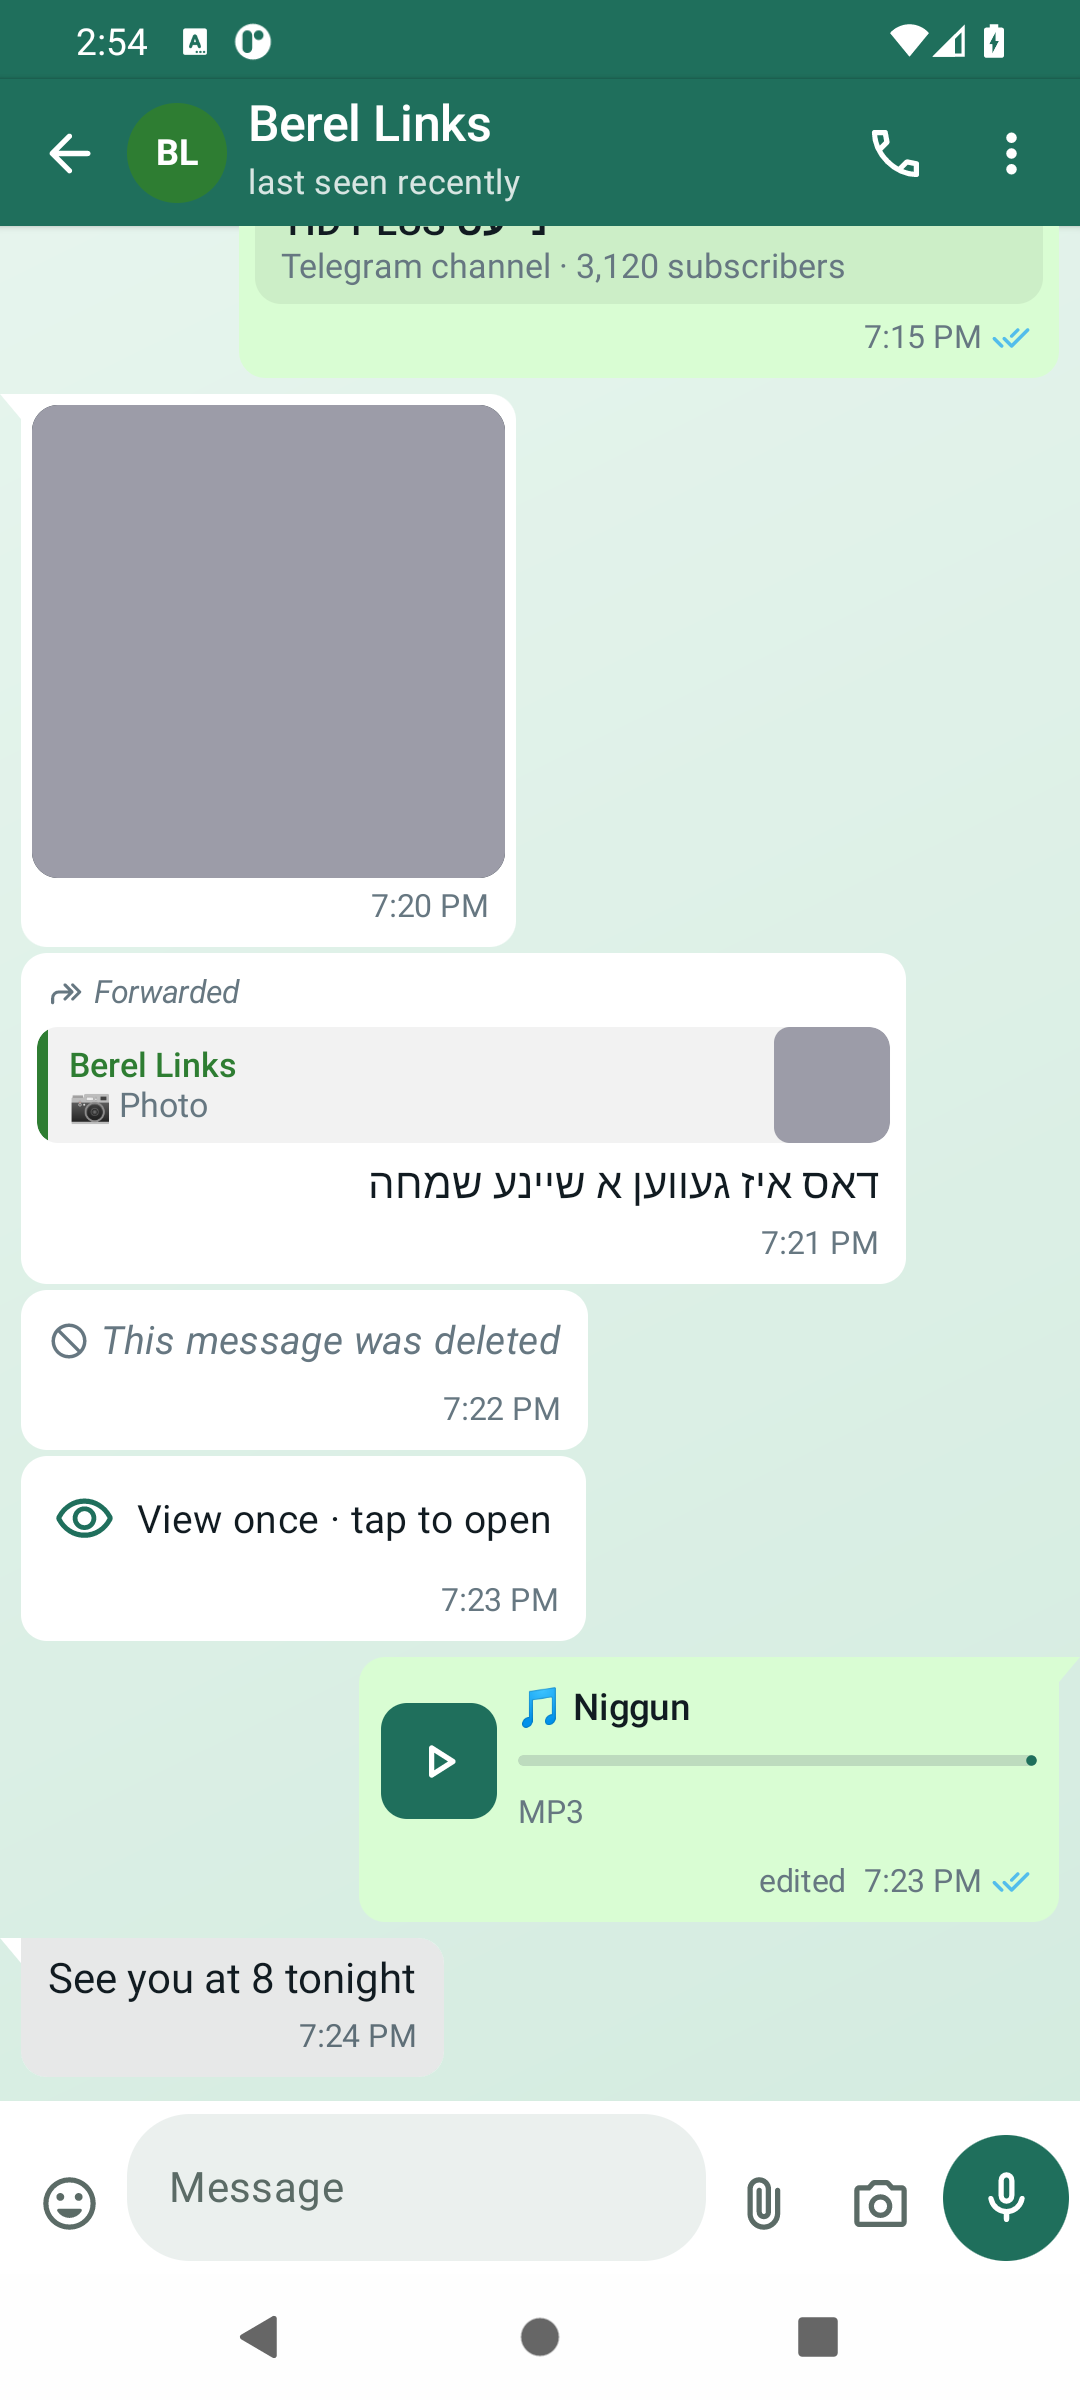 2:54
BL
Berel Links
last seen recently
Telegram channel · 3,120 subscribers
7:15 PM
7:20 PM
Forwarded
Berel Links
📷 Photo
דאס איז געווען א שיינע שמחה
7:21 PM
This message was deleted
7:22 PM
View once · tap to open
7:23 PM
🎵 Niggun
MP3
edited 7:23 PM
See you at 8 tonight
7:24 PM
Message